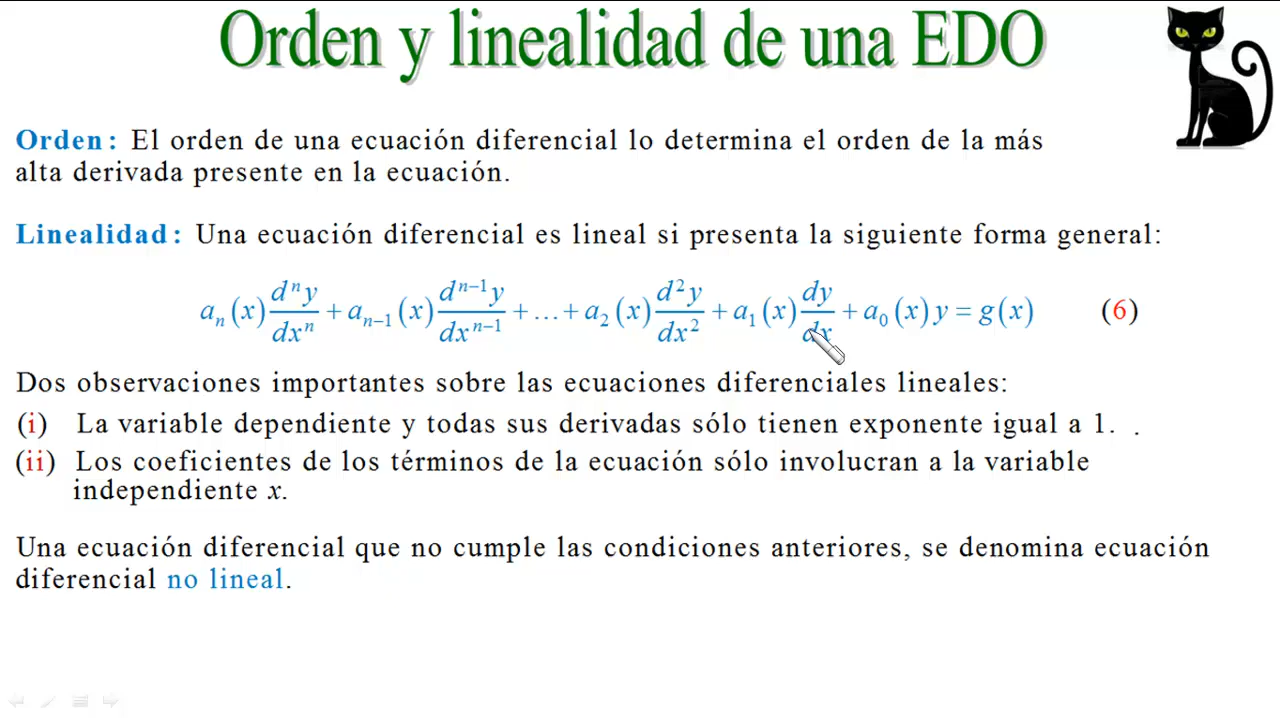 Orden y linealidad de una EDO
Orden: El orden de una ecuación diferencial lo determina el orden de la más
alta derivada presente en la ecuación.
Linealidad: Una ecuación diferencial es lineal si presenta la siguiente forma general:
aₙ(x) dⁿy/dxⁿ + aₙ₋₁(x) dⁿ⁻¹y/dxⁿ⁻¹ + ... + a₂(x) d²y/dx² + a₁(x) dy/dx + a₀(x) y = g(x) (6)
Dos observaciones importantes sobre las ecuaciones diferenciales lineales:
(i) La variable dependiente y todas sus derivadas sólo tienen exponente igual a 1. .
(ii) Los coeficientes de los términos de la ecuación sólo involucran a la variable
independiente x.
Una ecuación diferencial que no cumple las condiciones anteriores, se denomina ecuación
diferencial no lineal.